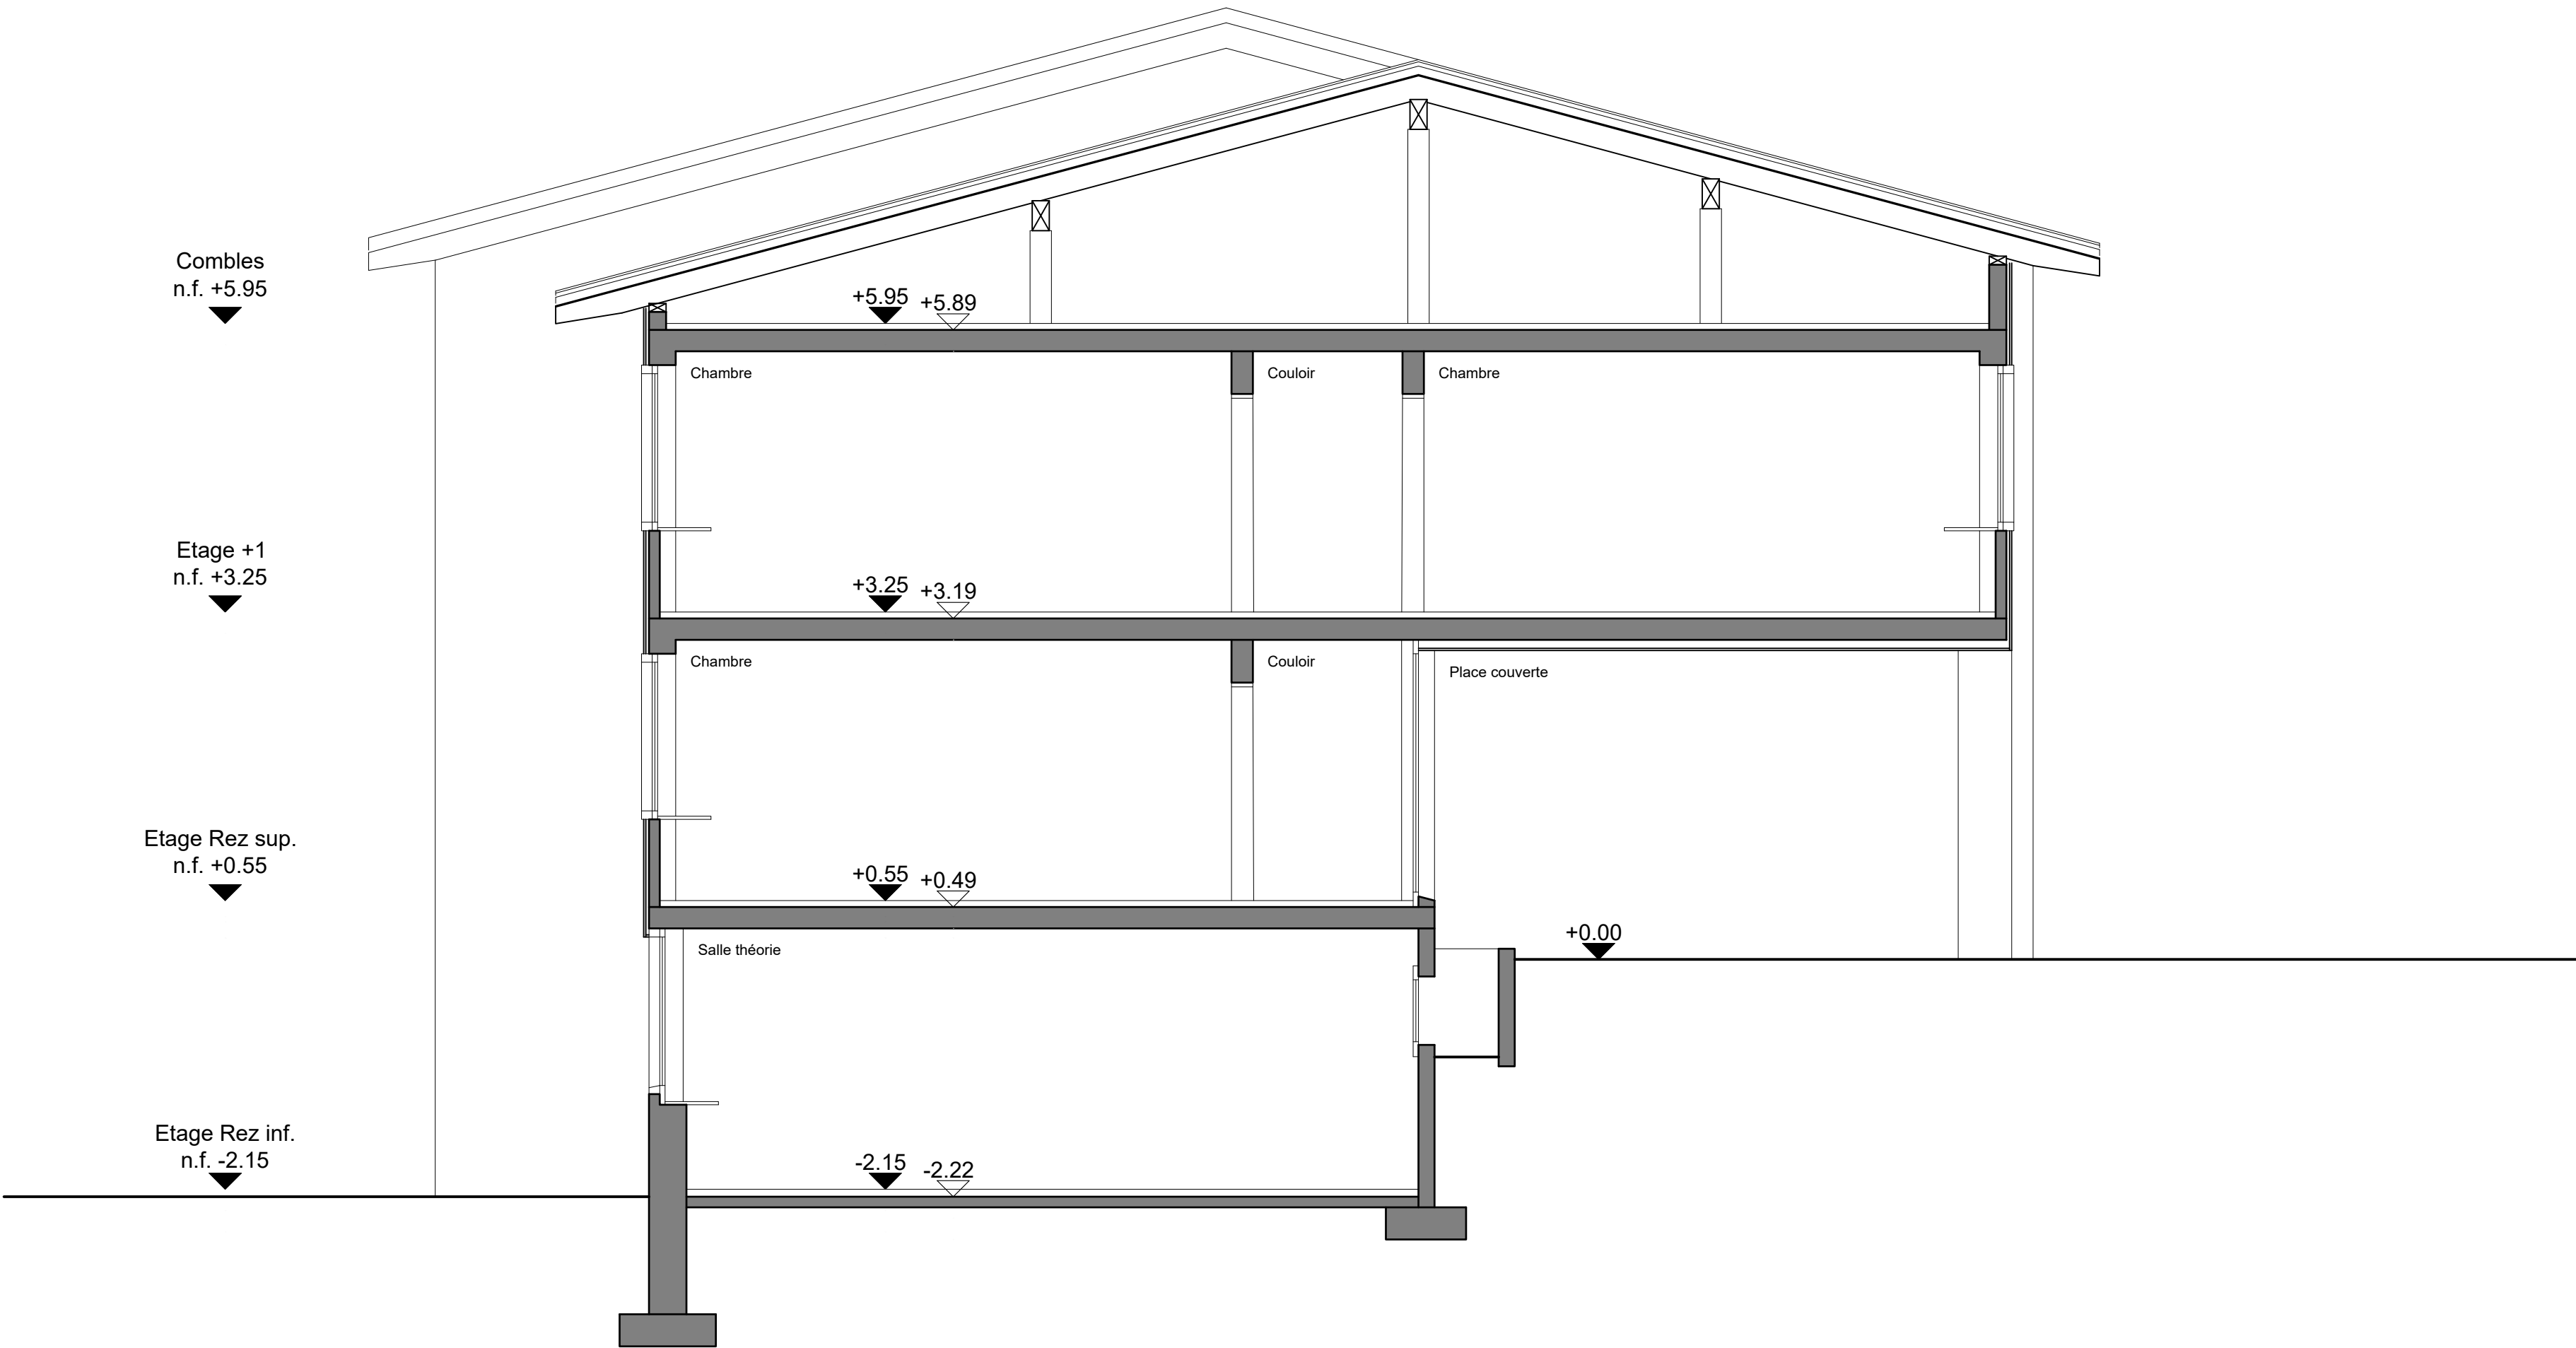 Combles
n.f. +5.95
+5.95 +5.89
Chambre
Couloir
Chambre
Etage +1
n.f. +3.25
+3.25 +3.19
Chambre
Couloir
Place couverte
Etage Rez sup.
n.f. +0.55
+0.55 +0.49
Salle théorie
+0.00
Etage Rez inf.
n.f. -2.15
-2.15 -2.22